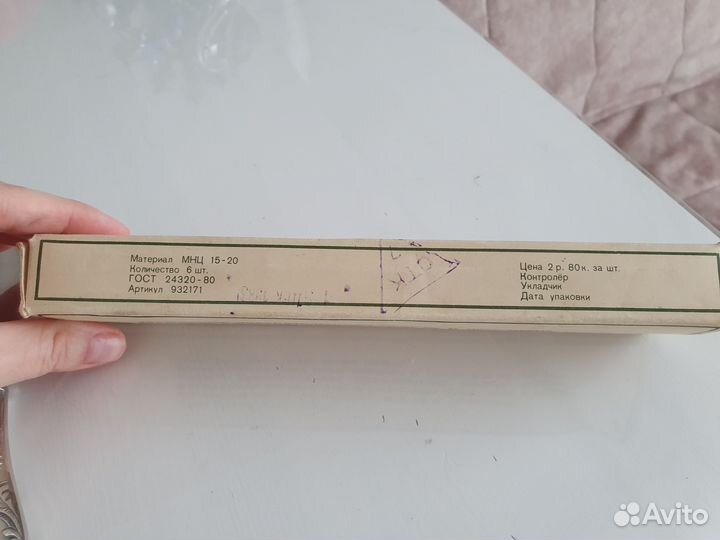 Материал МНЦ 15-20
Количество 6 шт.
ГОСТ 24320-80
Артикул 932171
ОТК
7
Цена 2 р. 80 к. за шт.
Контролёр
Укладчик
Дата упаковки
Avito